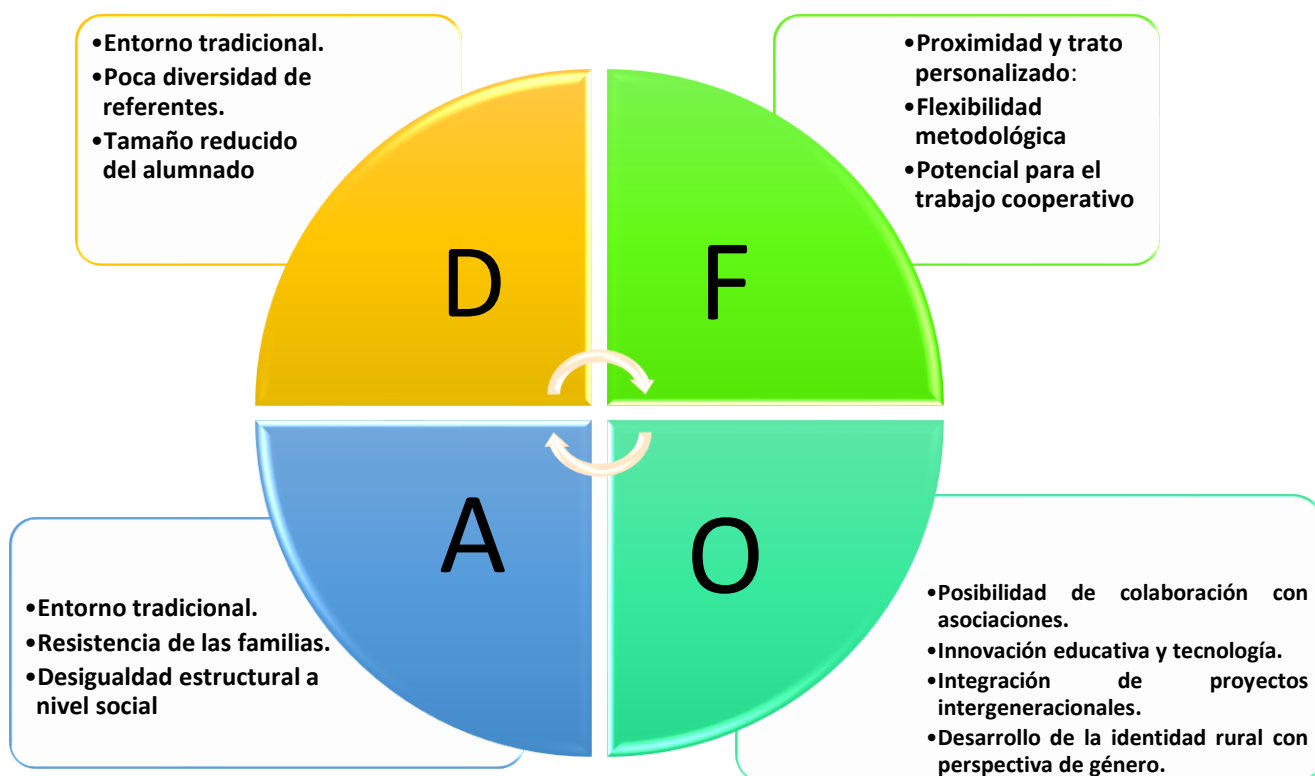 •Entorno tradicional.
•Poca diversidad de
referentes.
•Tamaño reducido
del alumnado
D
•Proximidad y trato
personalizado:
•Flexibilidad
metodológica
•Potencial para el
trabajo cooperativo
F
•Entorno tradicional.
•Resistencia de las familias.
•Desigualdad estructural a
nivel social
A
•Posibilidad de colaboración con
asociaciones.
•Innovación educativa y tecnología.
•Integración de proyectos
intergeneracionales.
•Desarrollo de la identidad rural con
perspectiva de género.
O